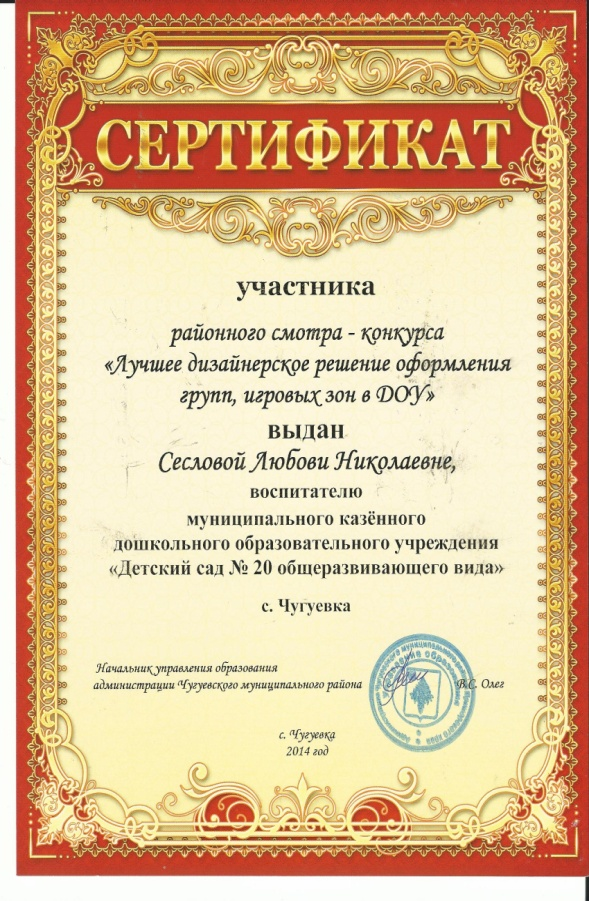 СЕРТИФИКАТ
участника
районного смотра - конкурса
«Лучшее дизайнерское решение оформления
групп, игровых зон в ДОУ»
выдан
Сесловой Любови Николаевне,
воспитателю
муниципального казённого
дошкольного образовательного учреждения
«Детский сад № 20 общеразвивающего вида»
с. Чугуевка
Начальник управления образования
администрации Чугуевского муниципального района В.С. Олег
с. Чугуевка
2014 год